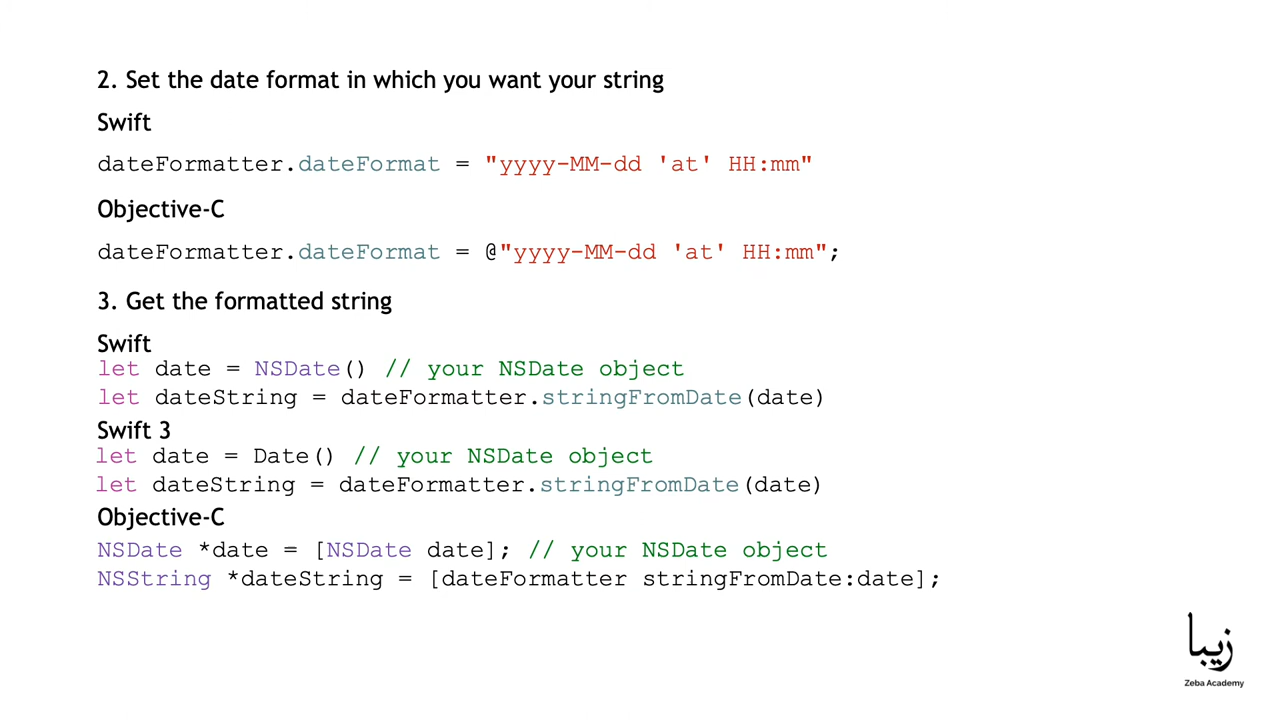 2. Set the date format in which you want your string
Swift
dateFormatter.dateFormat = "yyyy-MM-dd 'at' HH:mm"
Objective-C
dateFormatter.dateFormat = @"yyyy-MM-dd 'at' HH:mm";
3. Get the formatted string
Swift
let date = NSDate() // your NSDate object
let dateString = dateFormatter.stringFromDate(date)
Swift 3
let date = Date() // your NSDate object
let dateString = dateFormatter.stringFromDate(date)
Objective-C
NSDate *date = [NSDate date]; // your NSDate object
NSString *dateString = [dateFormatter stringFromDate:date];
زیبا
Zeba Academy